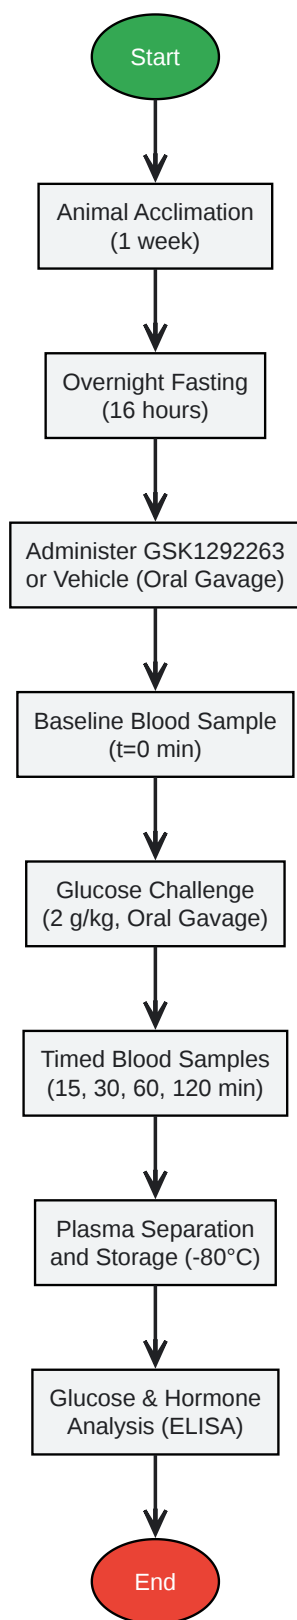 Start
Animal Acclimation
(1 week)
Overnight Fasting
(16 hours)
Administer GSK1292263
or Vehicle (Oral Gavage)
Baseline Blood Sample
(t=0 min)
Glucose Challenge
(2 g/kg, Oral Gavage)
Timed Blood Samples
(15, 30, 60, 120 min)
Plasma Separation
and Storage (-80°C)
Glucose & Hormone
Analysis (ELISA)
End